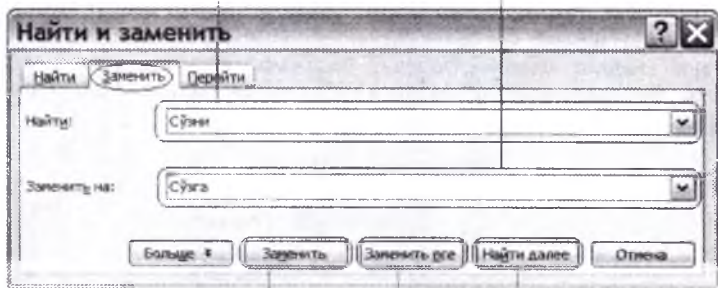 Найти и заменить
Найти Заменить Перейти
Найти: Сўзни
Заменить на: Сўзга
Больше Заменить Заменить все Найти далее Отмена